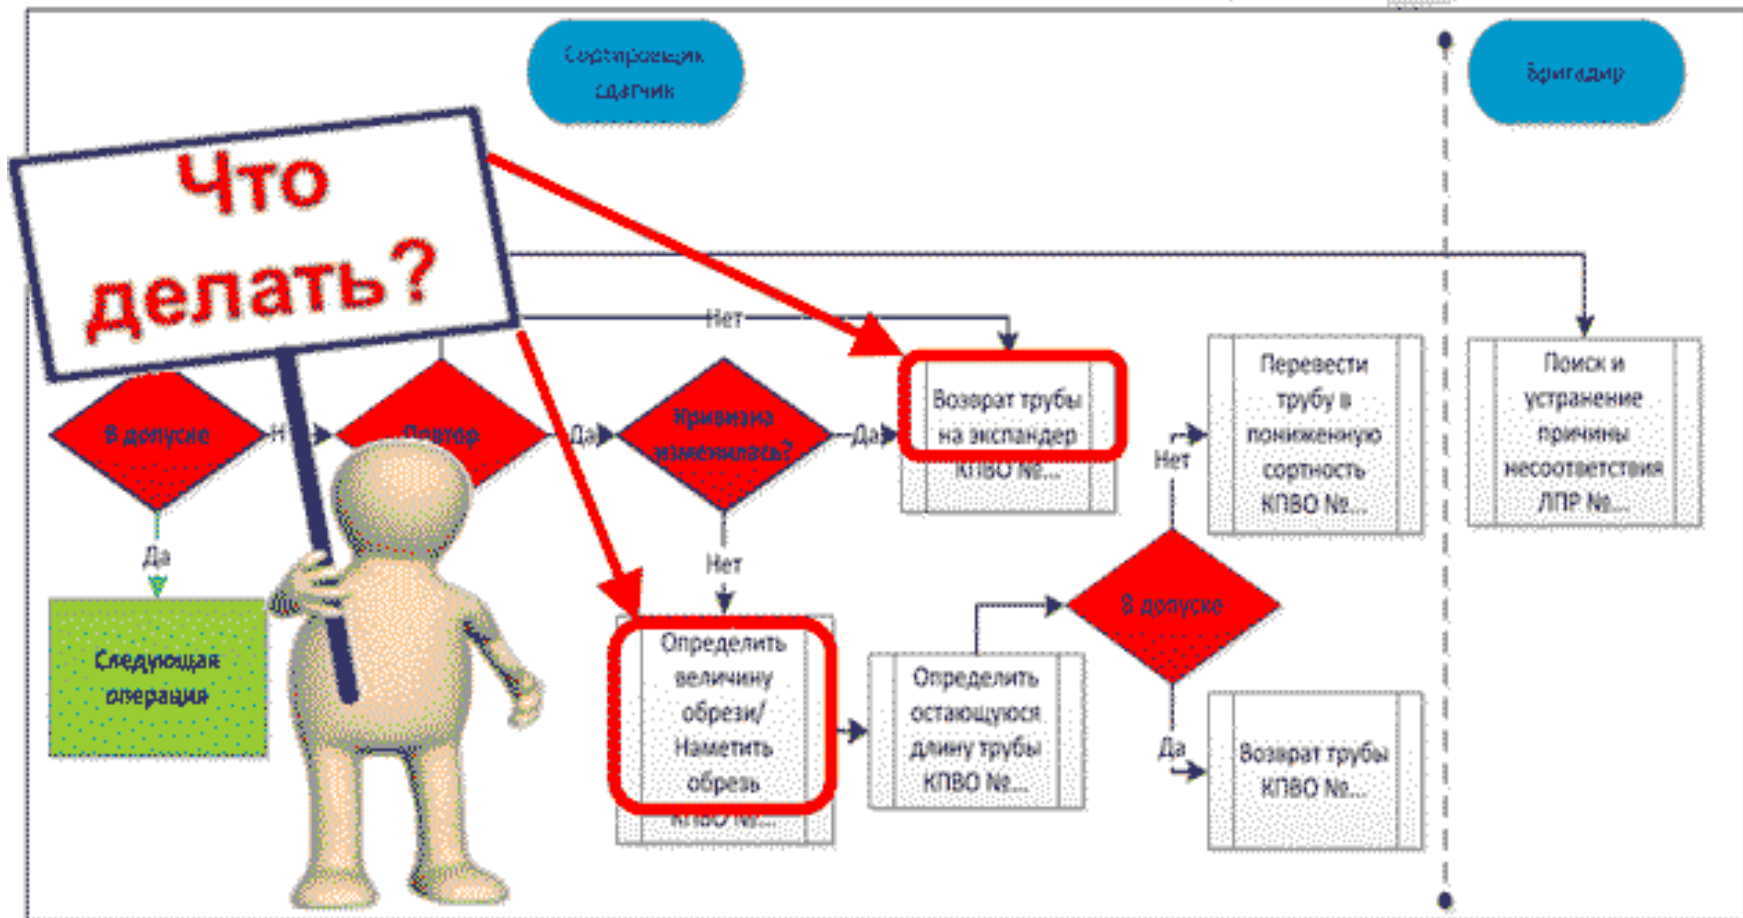 Сортировщик
сдатчик
Бригадир
Что
делать?
Нет
В допуске
Повтор
Да
Кривизна
изменилась?
Да
Возврат трубы
на экспандер
КПВО №...
Нет
Перевести
трубу в
пониженную
сортность
КПВО №...
Поиск и
устранение
причины
несоответствия
ЛПР №...
Да
Нет
Следующая
операция
Определить
величину
обрези/
Наметить
обрезь
КПВО №...
Определить
остающуюся
длину трубы
КПВО №...
В допуске
Да
Возврат трубы
КПВО №...